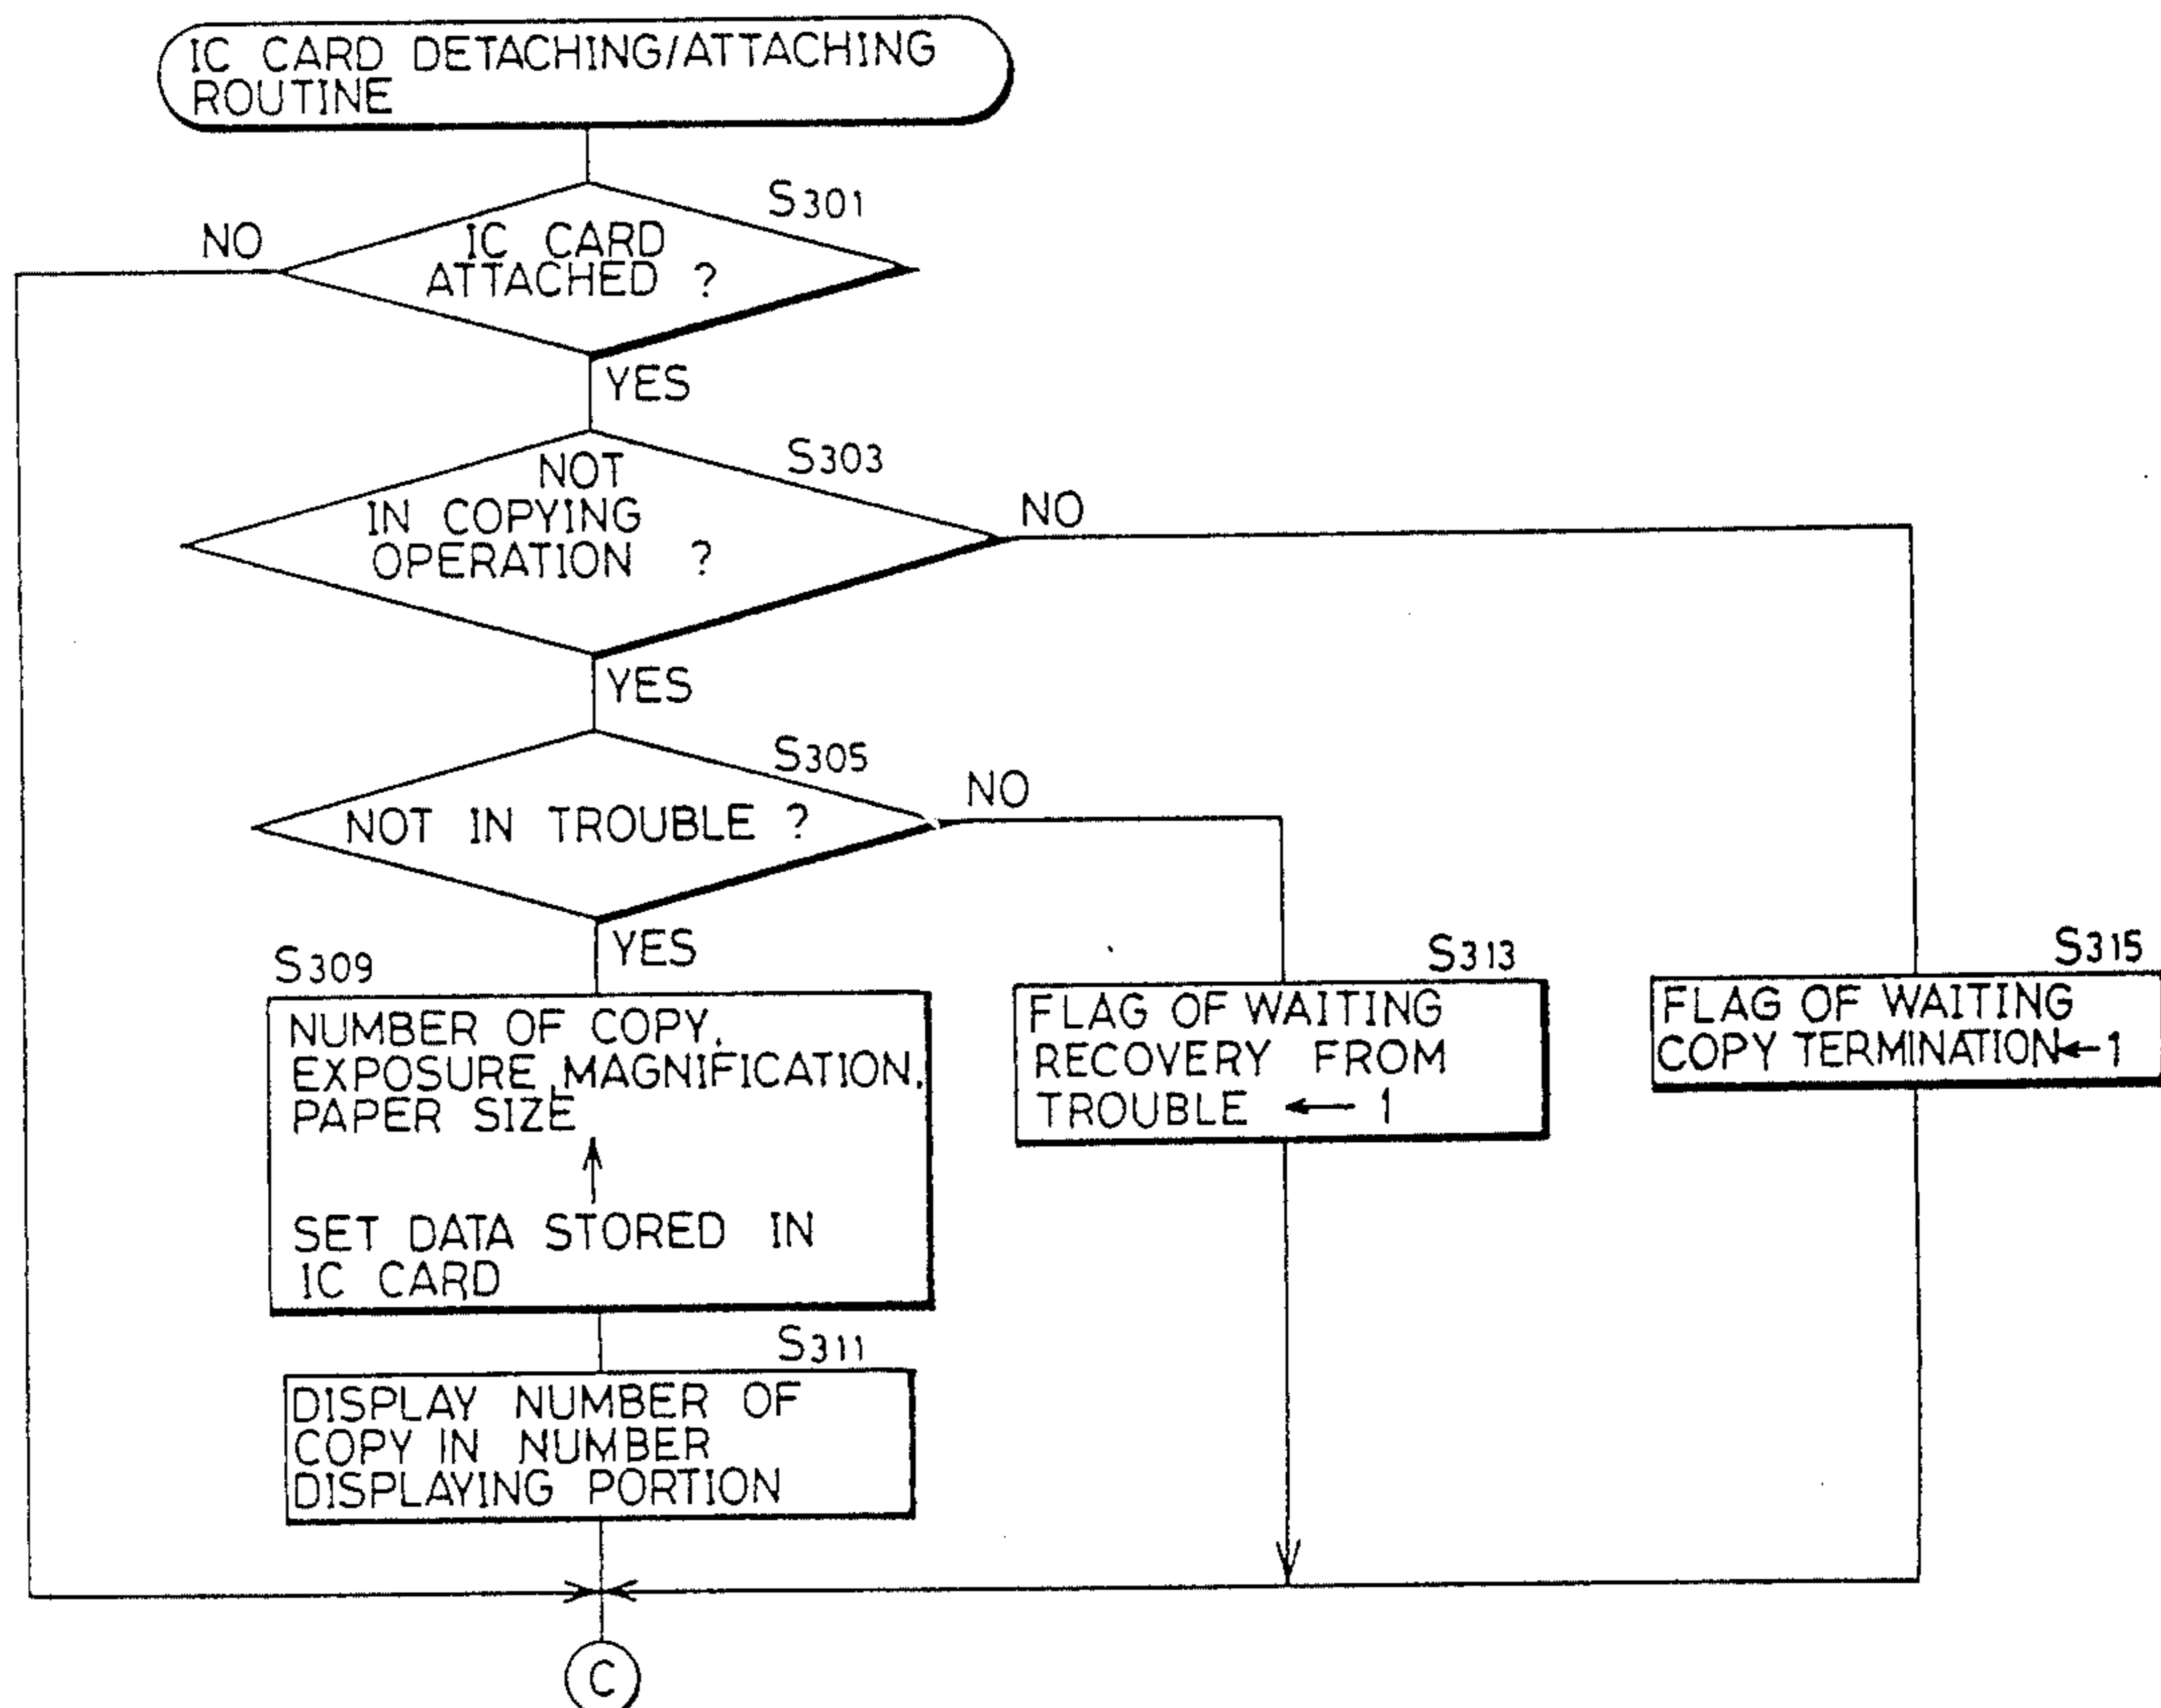 IC CARD DETACHING/ATTACHING
ROUTINE
S301
NO
IC CARD
ATTACHED ?
YES
S303
NOT
IN COPYING
OPERATION ?
NO
YES
S305
NOT IN TROUBLE ?
NO
YES
S309
NUMBER OF COPY,
EXPOSURE, MAGNIFICATION,
PAPER SIZE
↑
SET DATA STORED IN
IC CARD
S313
FLAG OF WAITING
RECOVERY FROM
TROUBLE ← 1
S315
FLAG OF WAITING
COPY TERMINATION←1
S311
DISPLAY NUMBER OF
COPY IN NUMBER
DISPLAYING PORTION
C